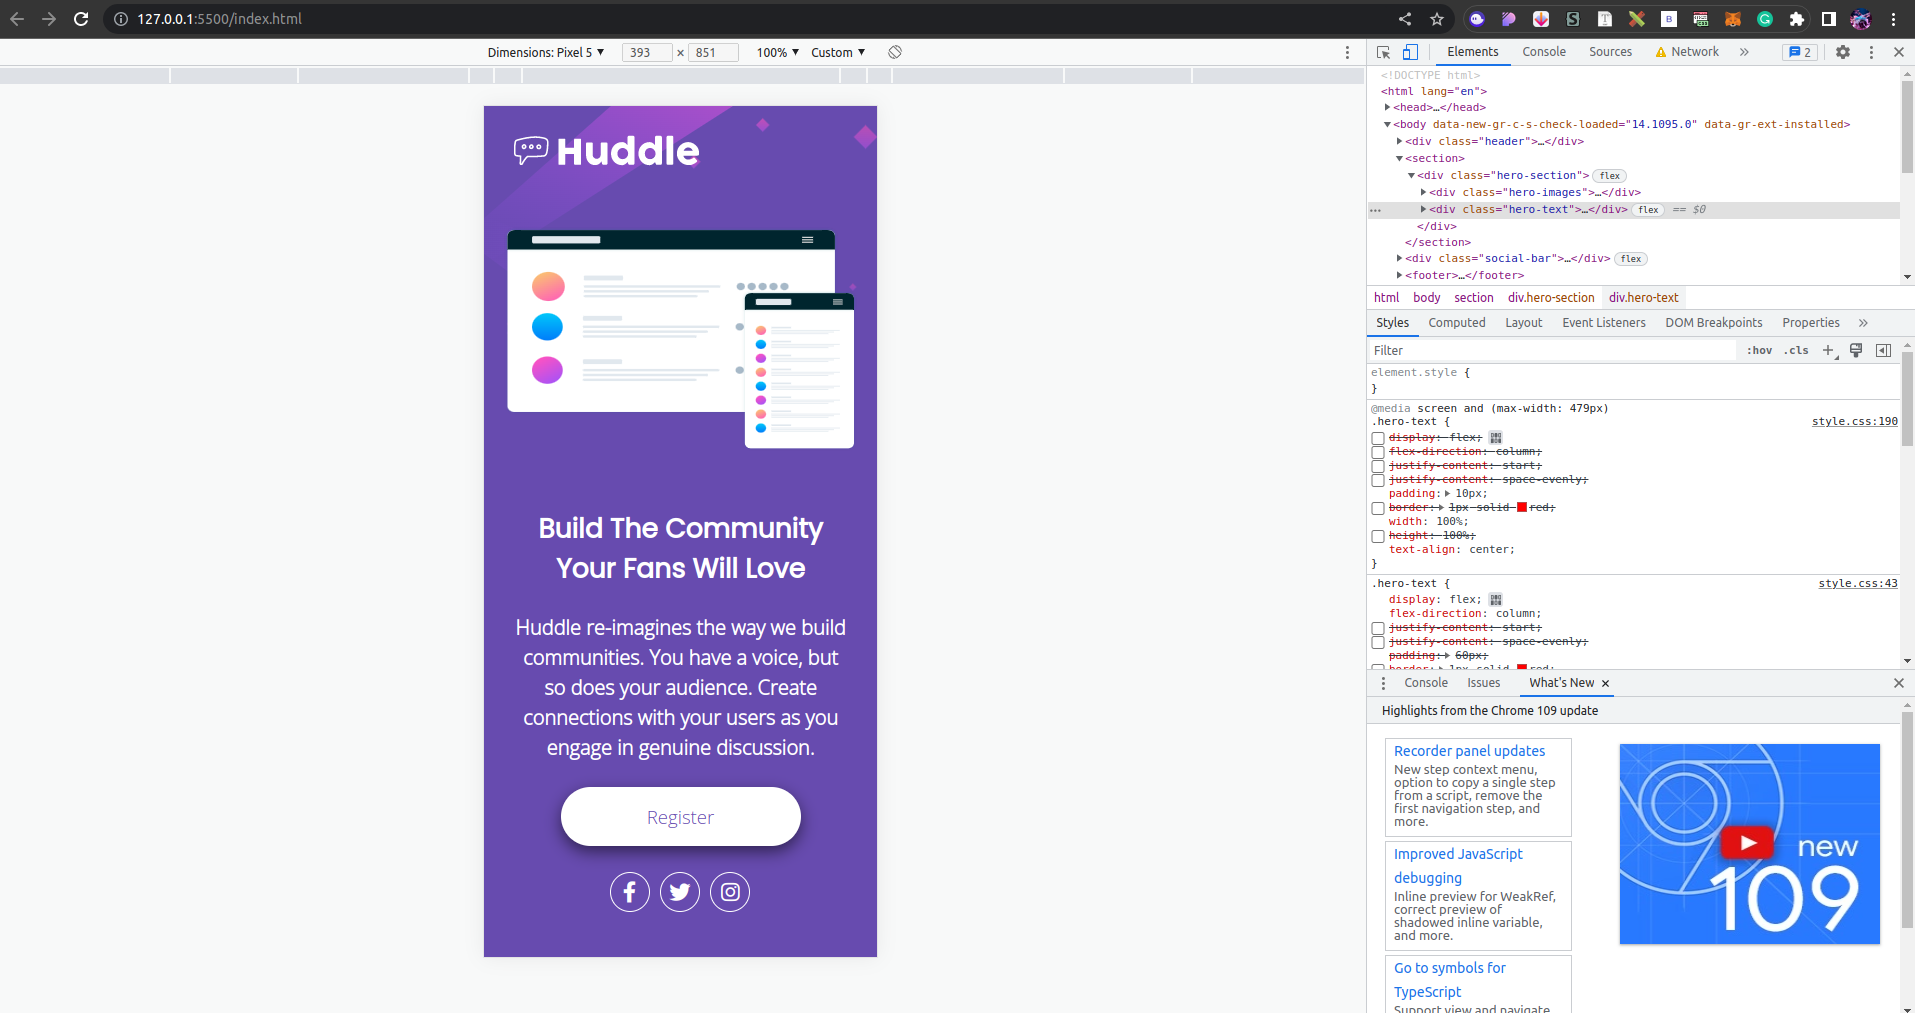 127.0.0.1:5500/index.html
Dimensions: Pixel 5 ▼ 393 × 851 100% ▼ Custom ▼
Huddle
Build The Community
Your Fans Will Love
Huddle re-imagines the way we build
communities. You have a voice, but
so does your audience. Create
connections with your users as you
engage in genuine discussion.
Register
Elements Console Sources Network » 2
<!DOCTYPE html>
<html lang="en">
<head>…</head>
<body data-new-gr-c-s-check-loaded="14.1095.0" data-gr-ext-installed>
<div class="header">…</div>
<section>
<div class="hero-section"> flex
<div class="hero-images">…</div>
<div class="hero-text">…</div> flex == $0
</div>
</section>
<div class="social-bar">…</div> flex
<footer>…</footer>
html body section div.hero-section div.hero-text
Styles Computed Layout Event Listeners DOM Breakpoints Properties »
Filter :hov .cls +
element.style {
}
@media screen and (max-width: 479px)
.hero-text { style.css:190
display: flex;
flex-direction: column;
justify-content: start;
justify-content: space-evenly;
padding: 10px;
border: 1px solid red;
width: 100%;
height: 100%;
text-align: center;
}
.hero-text { style.css:43
display: flex;
flex-direction: column;
justify-content: start;
justify-content: space-evenly;
padding: 60px;
border: 1px solid red;
Console Issues What's New ×
Highlights from the Chrome 109 update
Recorder panel updates
New step context menu,
option to copy a single step
from a script, remove the
first navigation step, and
more.
Improved JavaScript
debugging
Inline preview for WeakRef,
correct preview of
shadowed inline variable,
and more.
Go to symbols for
TypeScript
Support view and navigate
new
109